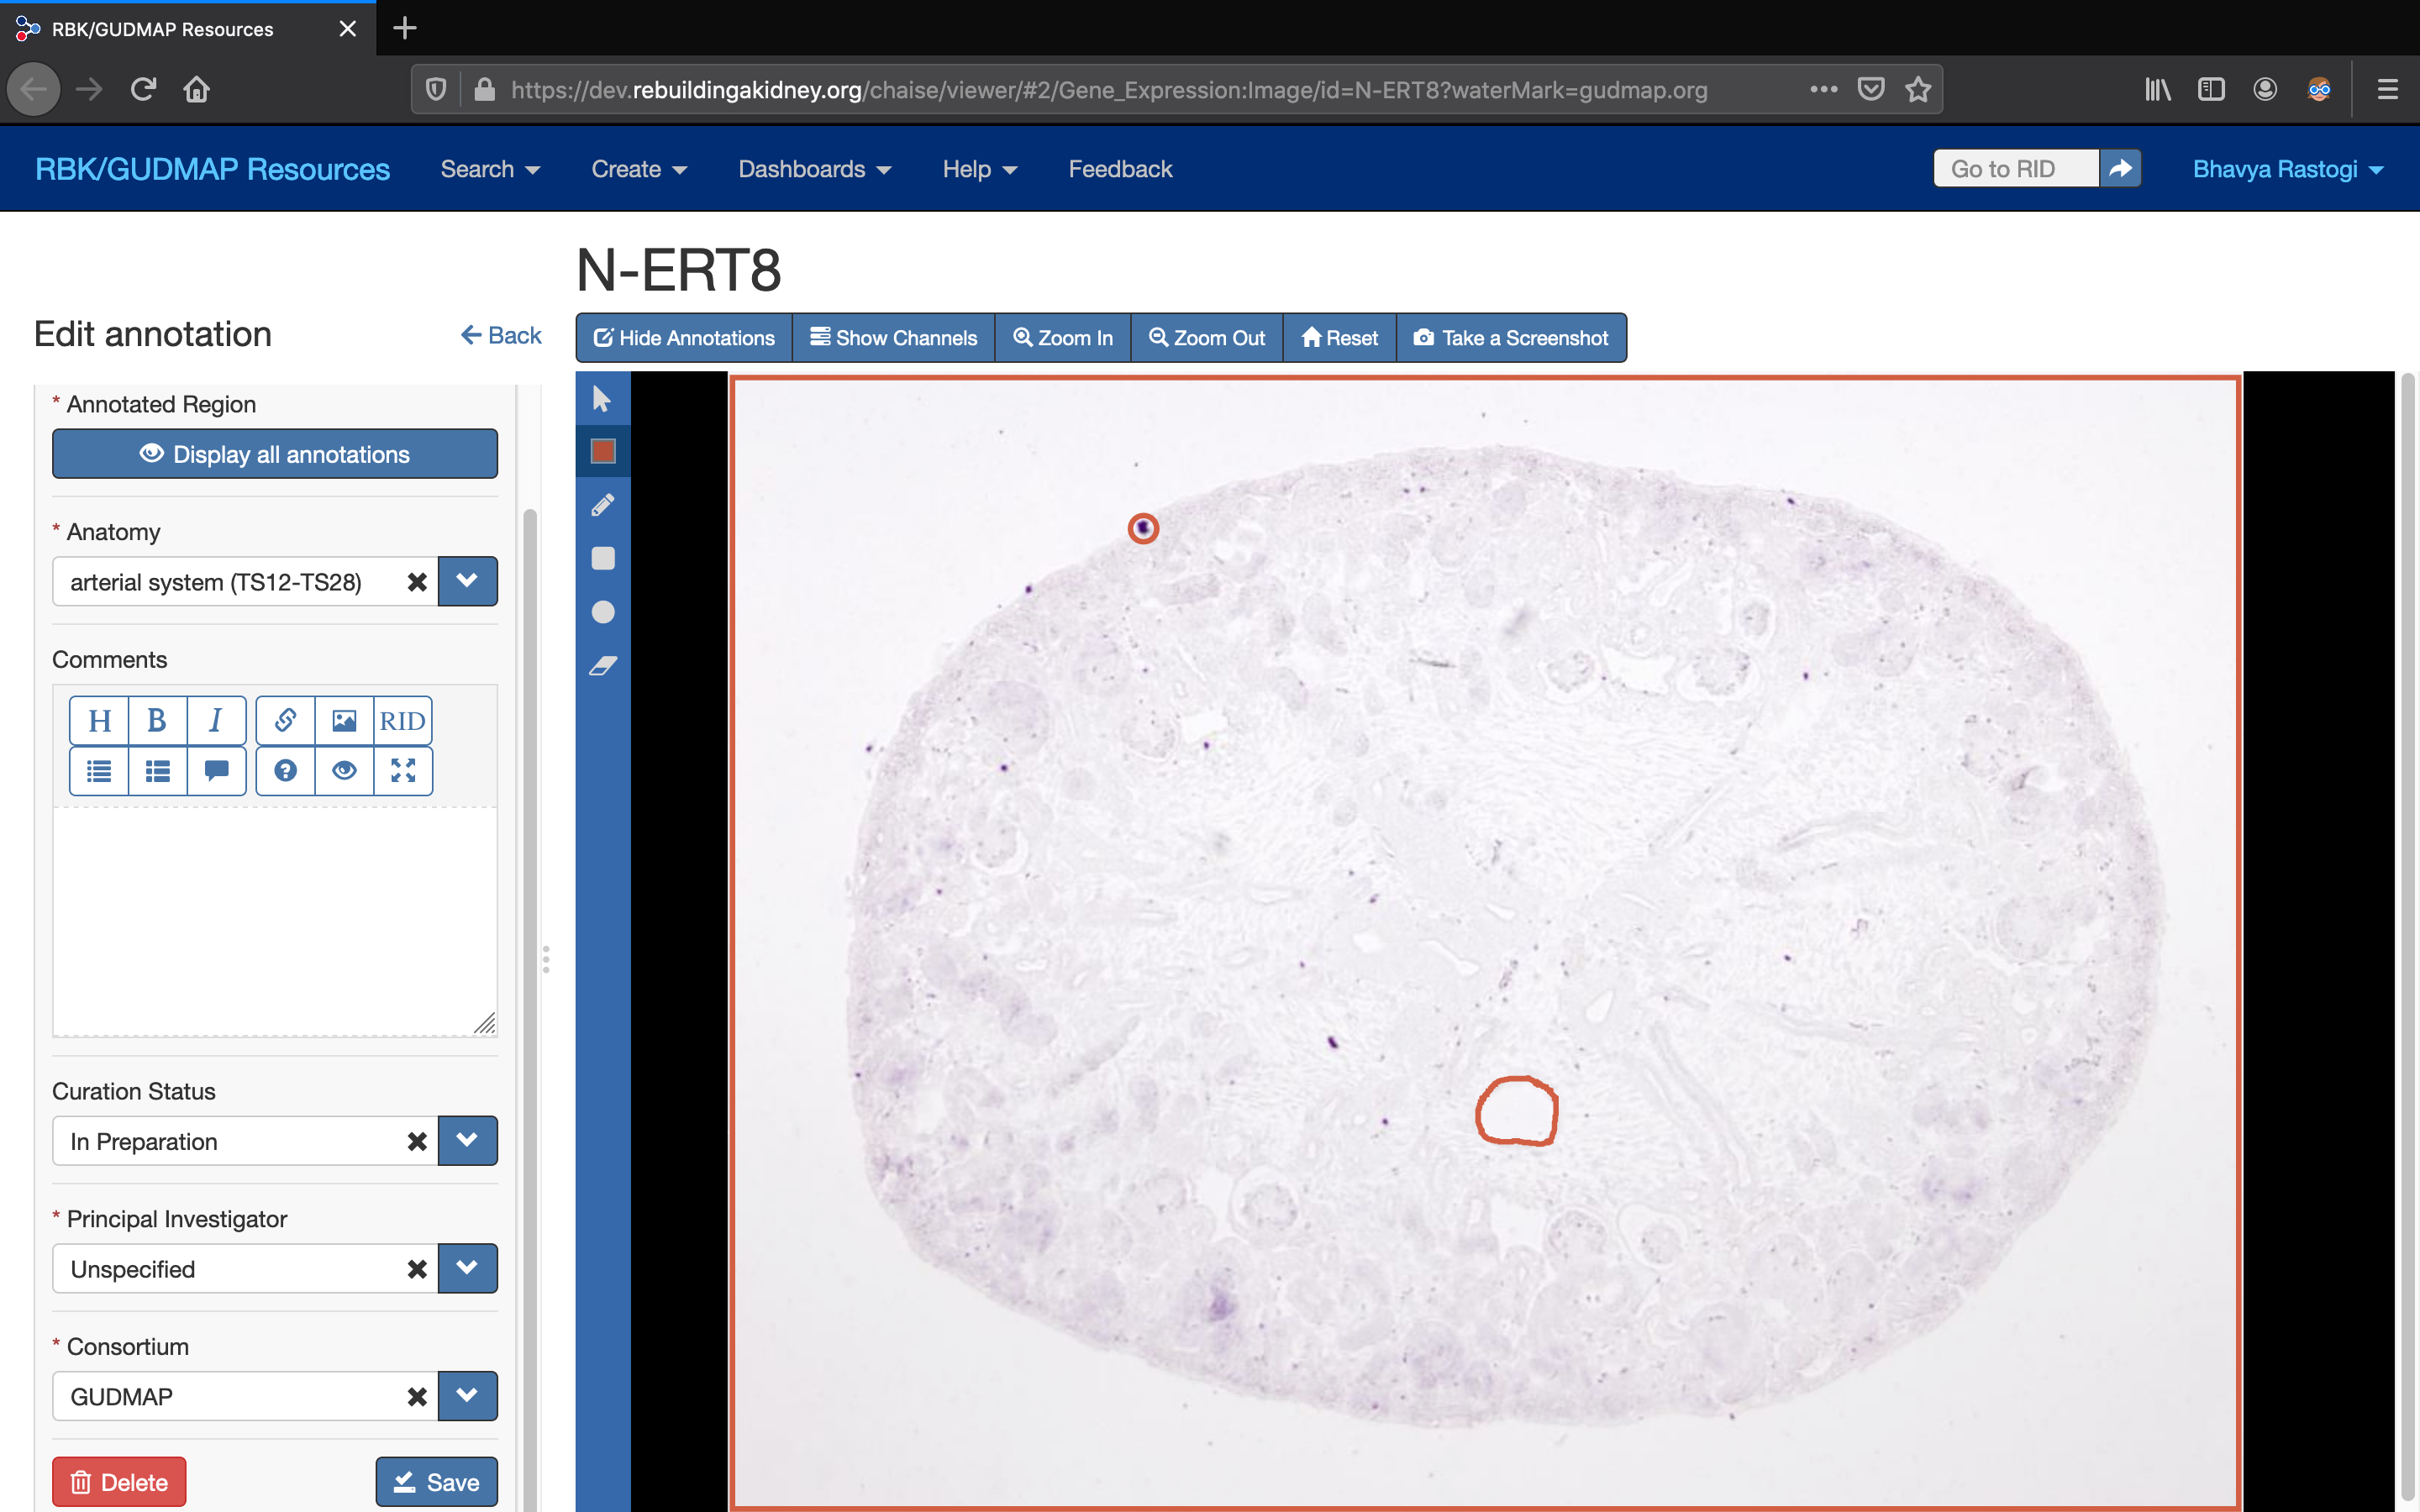 RBK/GUDMAP Resources
https://dev.rebuildingakidney.org/chaise/viewer/#2/Gene_Expression:Image/id=N-ERT8?waterMark=gudmap.org
RBK/GUDMAP Resources Search Create Dashboards Help Feedback Go to RID Bhavya Rastogi
N-ERT8
Edit annotation Back
Hide Annotations Show Channels Zoom In Zoom Out Reset Take a Screenshot
* Annotated Region
Display all annotations
* Anatomy
arterial system (TS12-TS28)
Comments
H B I RID
Curation Status
In Preparation
* Principal Investigator
Unspecified
* Consortium
GUDMAP
Delete Save